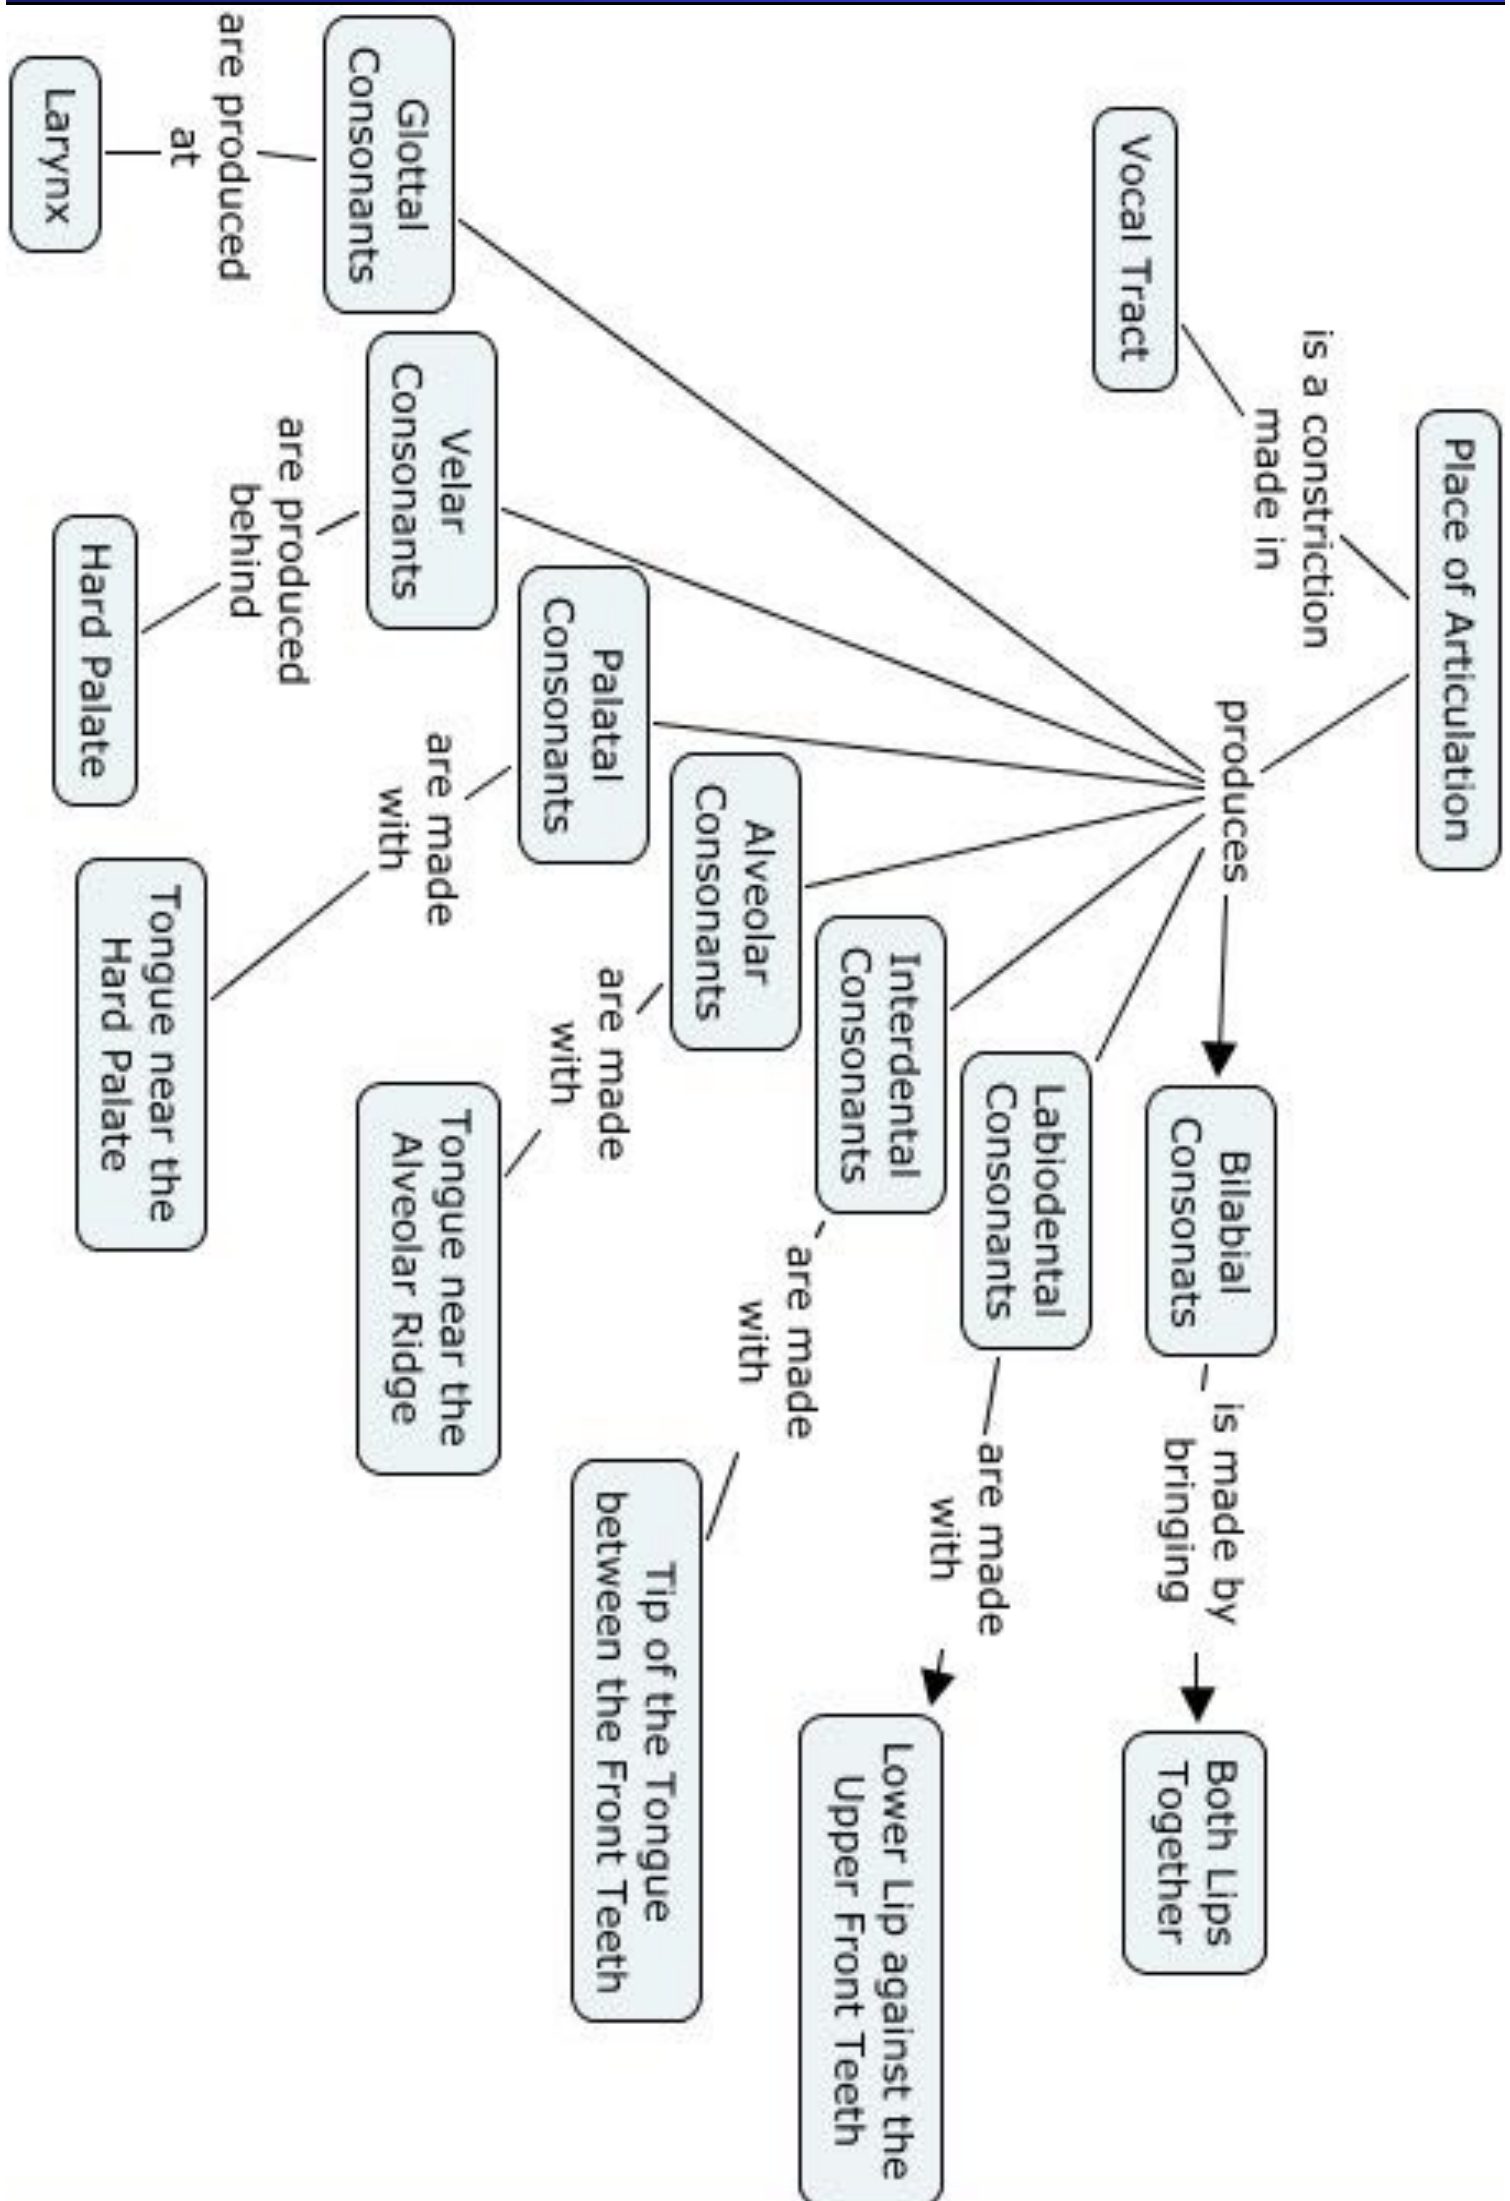 Place of Articulation
is a constriction
made in
Vocal Tract
produces
Glottal
Consonants
are produced
at
Larynx
Velar
Consonants
are produced
behind
Hard Palate
Palatal
Consonants
are made
with
Tongue near the
Hard Palate
Alveolar
Consonants
are made
with
Tongue near the
Alveolar Ridge
Interdental
Consonants
are made
with
Tip of the Tongue
between the Front Teeth
Labiodental
Consonants
are made
with
Lower Lip against the
Upper Front Teeth
Bilabial
Consonats
is made by
bringing
Both Lips
Together